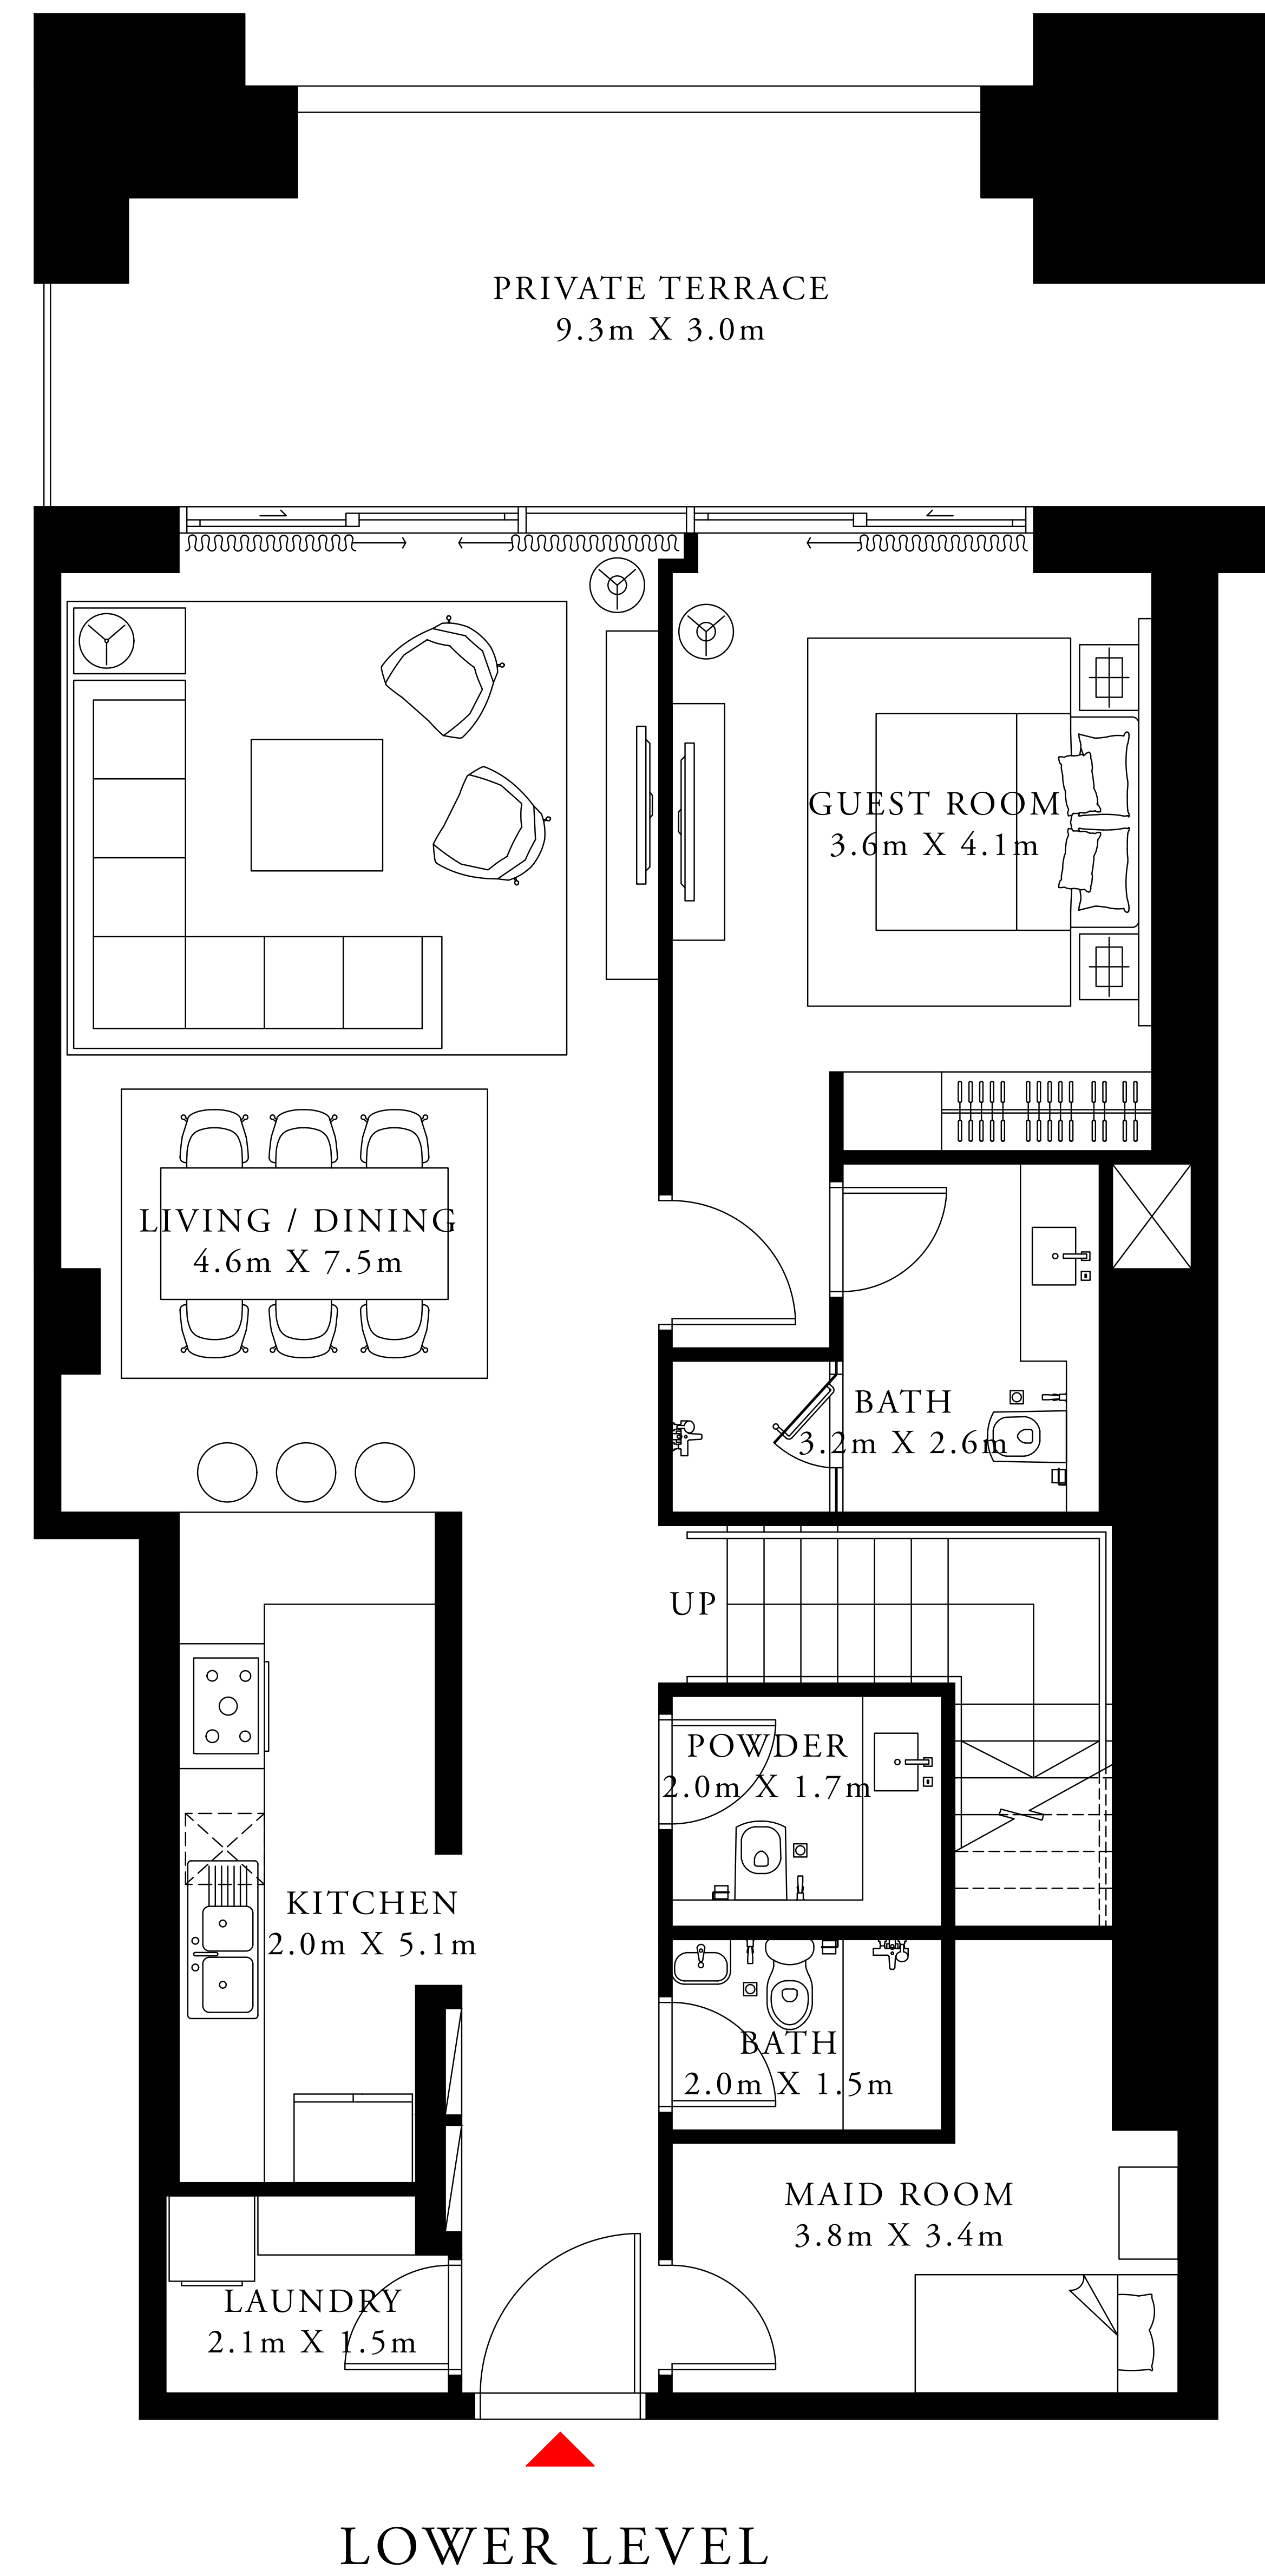 PRIVATE TERRACE
9.3m X 3.0m
GUEST ROOM
3.6m X 4.1m
LIVING / DINING
4.6m X 7.5m
BATH
3.2m X 2.6m
UP
POWDER
2.0m X 1.7m
KITCHEN
2.0m X 5.1m
BATH
2.0m X 1.5m
MAID ROOM
3.8m X 3.4m
LAUNDRY
2.1m X 1.5m
LOWER LEVEL